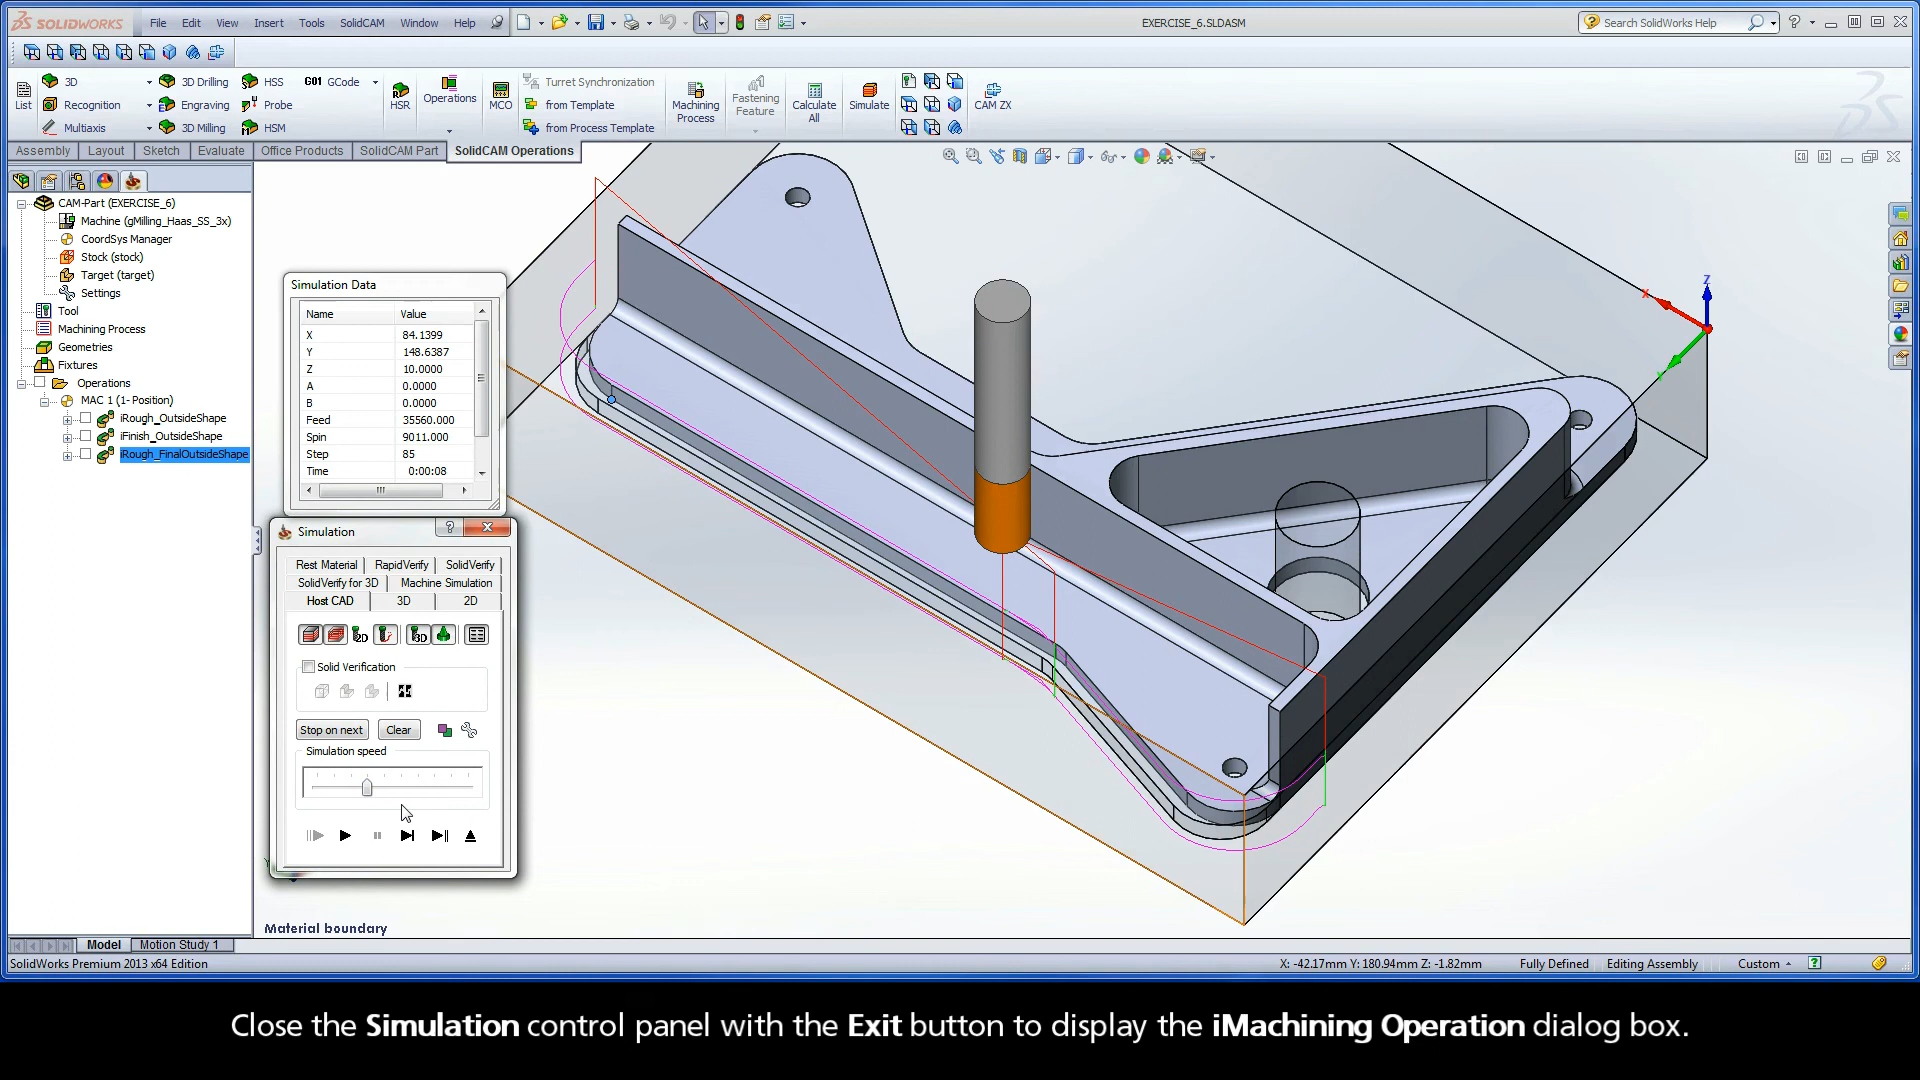 SOLIDWORKS File Edit View Insert Tools SolidCAM Window Help EXERCISE_6.SLDASM Search SolidWorks Help
3D 3D Drilling HSS G01 GCode Turret Synchronization
List Recognition Engraving Probe HSR Operations MCO from Template Machining Process Fastening Feature Calculate All Simulate CAM ZX
Multiaxis 3D Milling HSM from Process Template
Assembly Layout Sketch Evaluate Office Products SolidCAM Part SolidCAM Operations
CAM-Part (EXERCISE_6)
Machine (gMilling_Haas_SS_3x)
CoordSys Manager
Stock (stock)
Target (target)
Settings
Tool
Machining Process
Geometries
Fixtures
Operations
MAC 1 (1- Position)
iRough_OutsideShape
iFinish_OutsideShape
iRough_FinalOutsideShape
Simulation Data
Name Value
X 84.1399
Y 148.6387
Z 10.0000
A 0.0000
B 0.0000
Feed 35560.000
Spin 9011.000
Step 85
Time 0:00:08
Simulation
Rest Material RapidVerify SolidVerify
SolidVerify for 3D Machine Simulation
Host CAD 3D 2D
2D 3D
Solid Verification
Stop on next Clear
Simulation speed
Z
X
Y
Material boundary
Model Motion Study 1
SolidWorks Premium 2013 x64 Edition X: -42.17mm Y: 180.94mm Z: -1.82mm Fully Defined Editing Assembly Custom
Close the Simulation control panel with the Exit button to display the iMachining Operation dialog box.